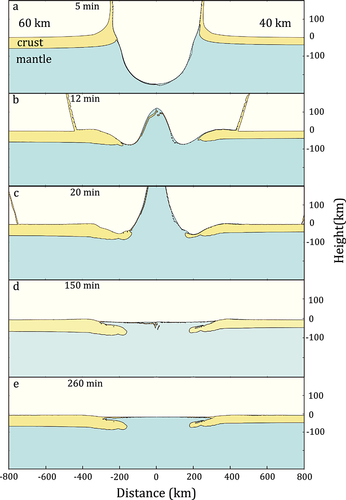 a
5 min
100
60 km
40 km
0
crust
mantle
-100
b
12 min
100
0
-100
c
20 min
100
0
-100
Height(km)
d
150 min
100
0
-100
e
260 min
100
0
-100
-800 -600 -400 -200 0 200 400 600 800
Distance (km)